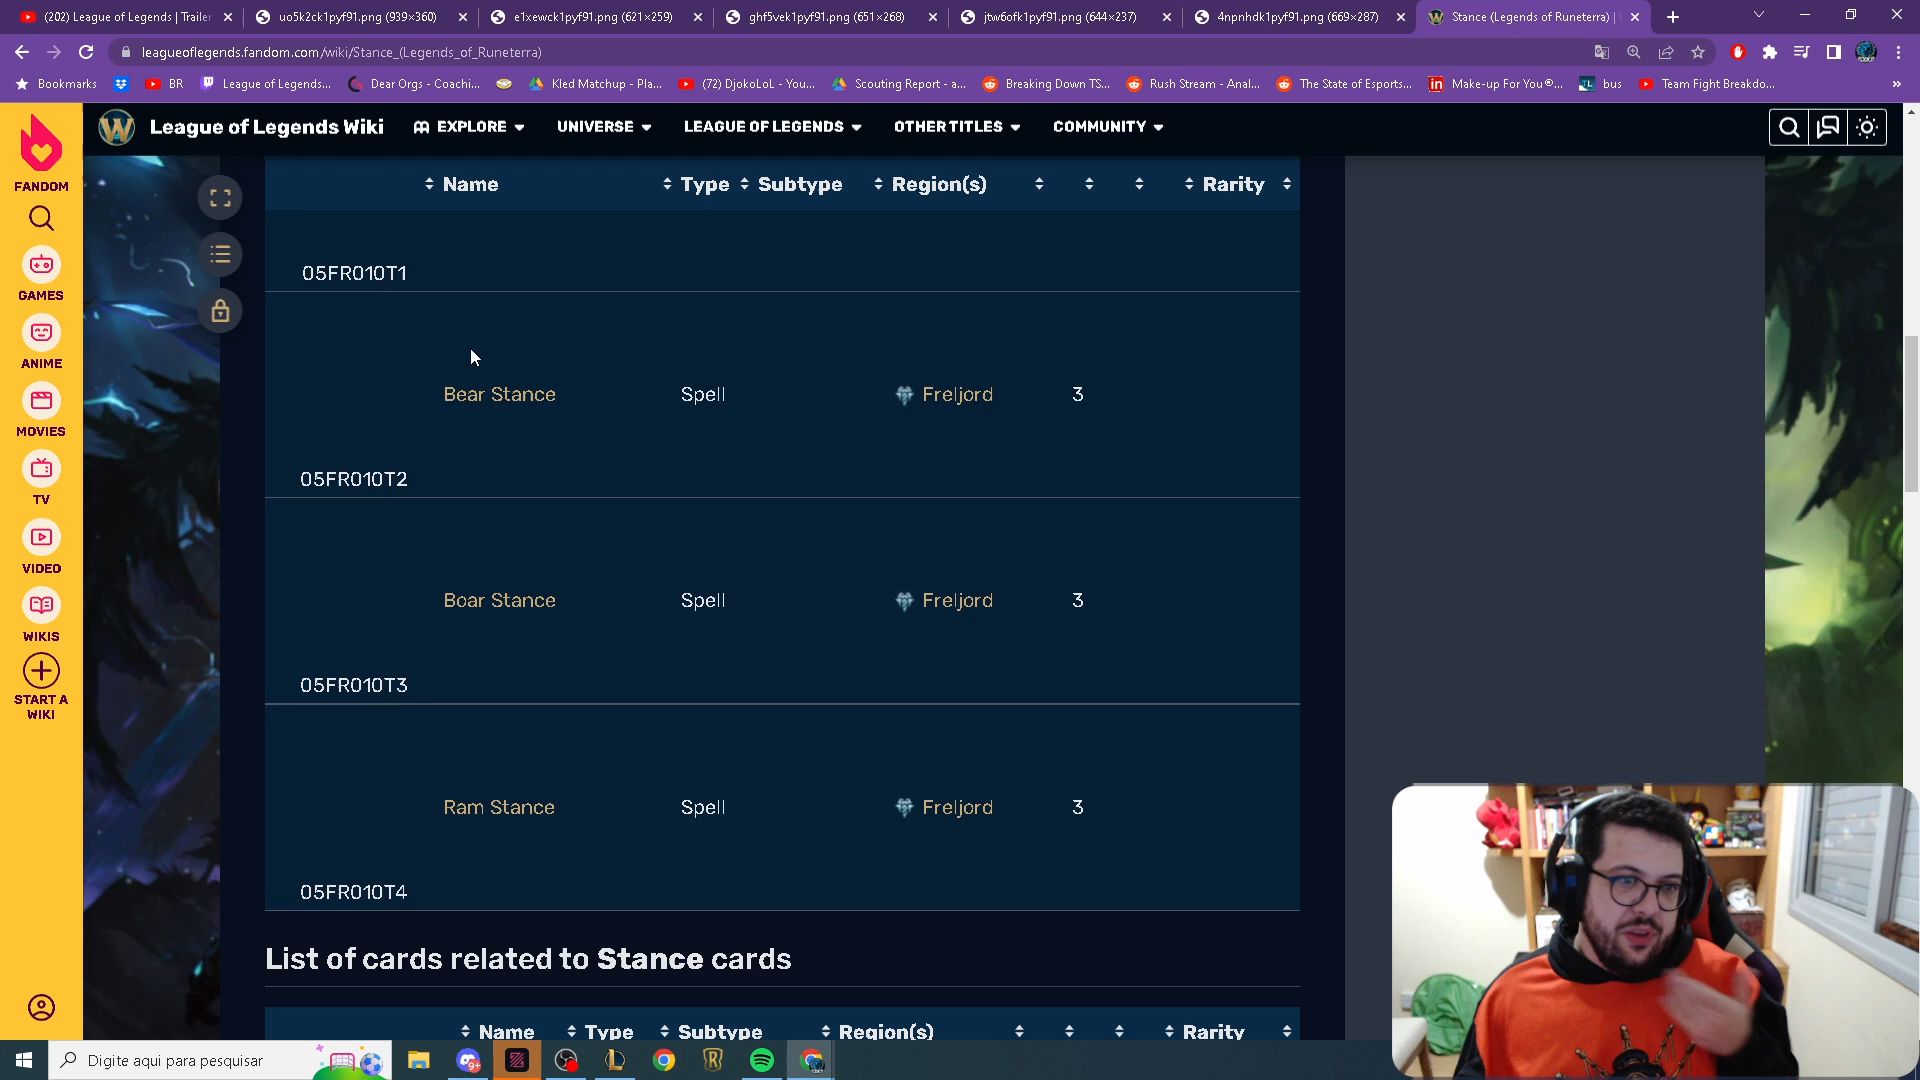 (202) League of Legends | Trailer
uo5k2ck1pyf91.png (939×360)
e1xewck1pyf91.png (621×259)
ghf5vek1pyf91.png (651×268)
jtw6ofk1pyf91.png (644×237)
4npnhdk1pyf91.png (669×287)
Stance (Legends of Runeterra) |
leagueoflegends.fandom.com/wiki/Stance_(Legends_of_Runeterra)
Bookmarks
BR
League of Legends...
Dear Orgs - Coachi...
Kled Matchup - Pla...
(72) DjokoLoL - You...
Scouting Report - a...
Breaking Down TS...
Rush Stream - Anal...
The State of Esports...
Make-up For You ®...
bus
Team Fight Breakdo...
FANDOM
GAMES
ANIME
MOVIES
TV
VIDEO
WIKIS
START A
WIKI
League of Legends Wiki
EXPLORE
UNIVERSE
LEAGUE OF LEGENDS
OTHER TITLES
COMMUNITY
Name Type Subtype Region(s) Rarity
05FR010T1
Bear Stance Spell Freljord 3
05FR010T2
Boar Stance Spell Freljord 3
05FR010T3
Ram Stance Spell Freljord 3
05FR010T4
List of cards related to Stance cards
Name Type Subtype Region(s) Rarity
Digite aqui para pesquisar
9+